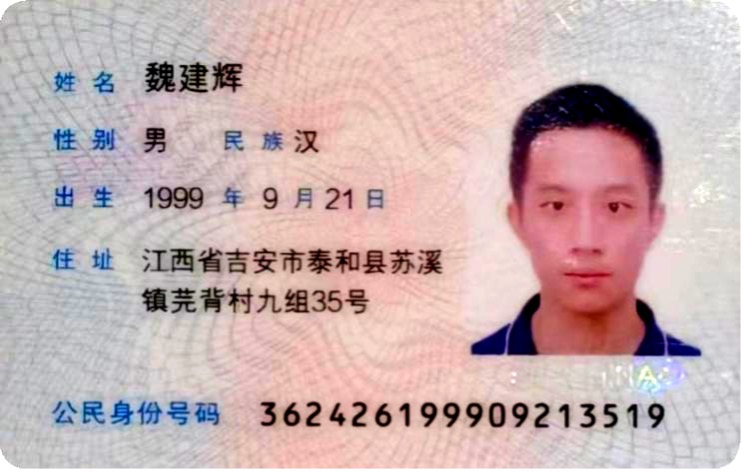 姓名 魏建辉
性别 男 民族 汉
出生 1999 年 9 月 21 日
住址 江西省吉安市泰和县苏溪
镇芫背村九组35号
公民身份号码 362426199909213519